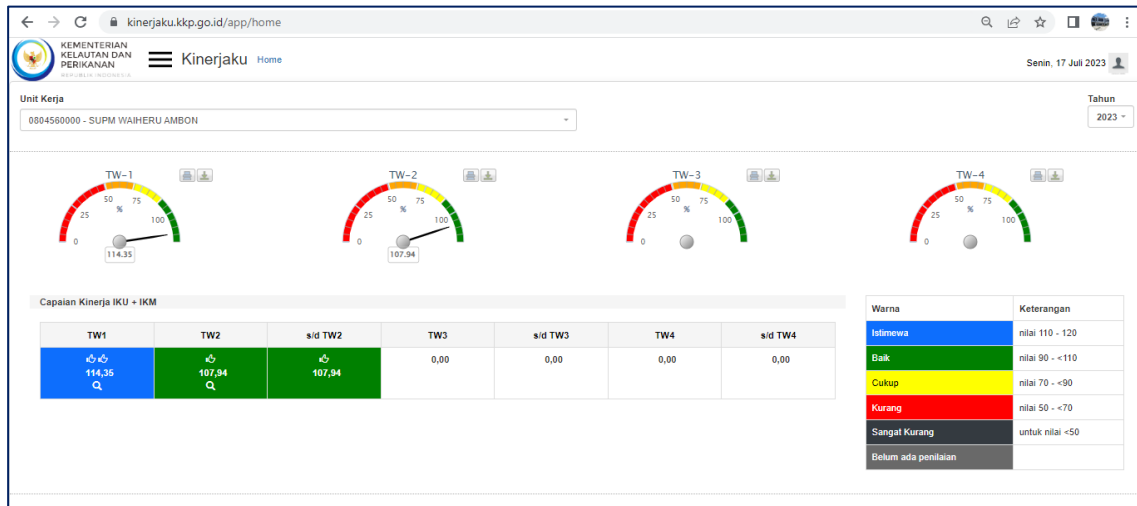 kinerjaku.kkp.go.id/app/home
KEMENTERIAN
KELAUTAN DAN
PERIKANAN
REPUBLIK INDONESIA
Kinerjaku Home
Senin, 17 Juli 2023
Unit Kerja
Tahun
0804560000 - SUPM WAIHERU AMBON
2023
TW-1
0 25 50 75 100
%
114.35
TW-2
0 25 50 75 100
%
107.94
TW-3
0 25 50 75 100
%
TW-4
0 25 50 75 100
%
Capaian Kinerja IKU + IKM
TW1 TW2 s/d TW2 TW3 s/d TW3 TW4 s/d TW4
114,35 107,94 107,94 0,00 0,00 0,00 0,00
Warna Keterangan
Istimewa nilai 110 - 120
Baik nilai 90 - <110
Cukup nilai 70 - <90
Kurang nilai 50 - <70
Sangat Kurang untuk nilai <50
Belum ada penilaian